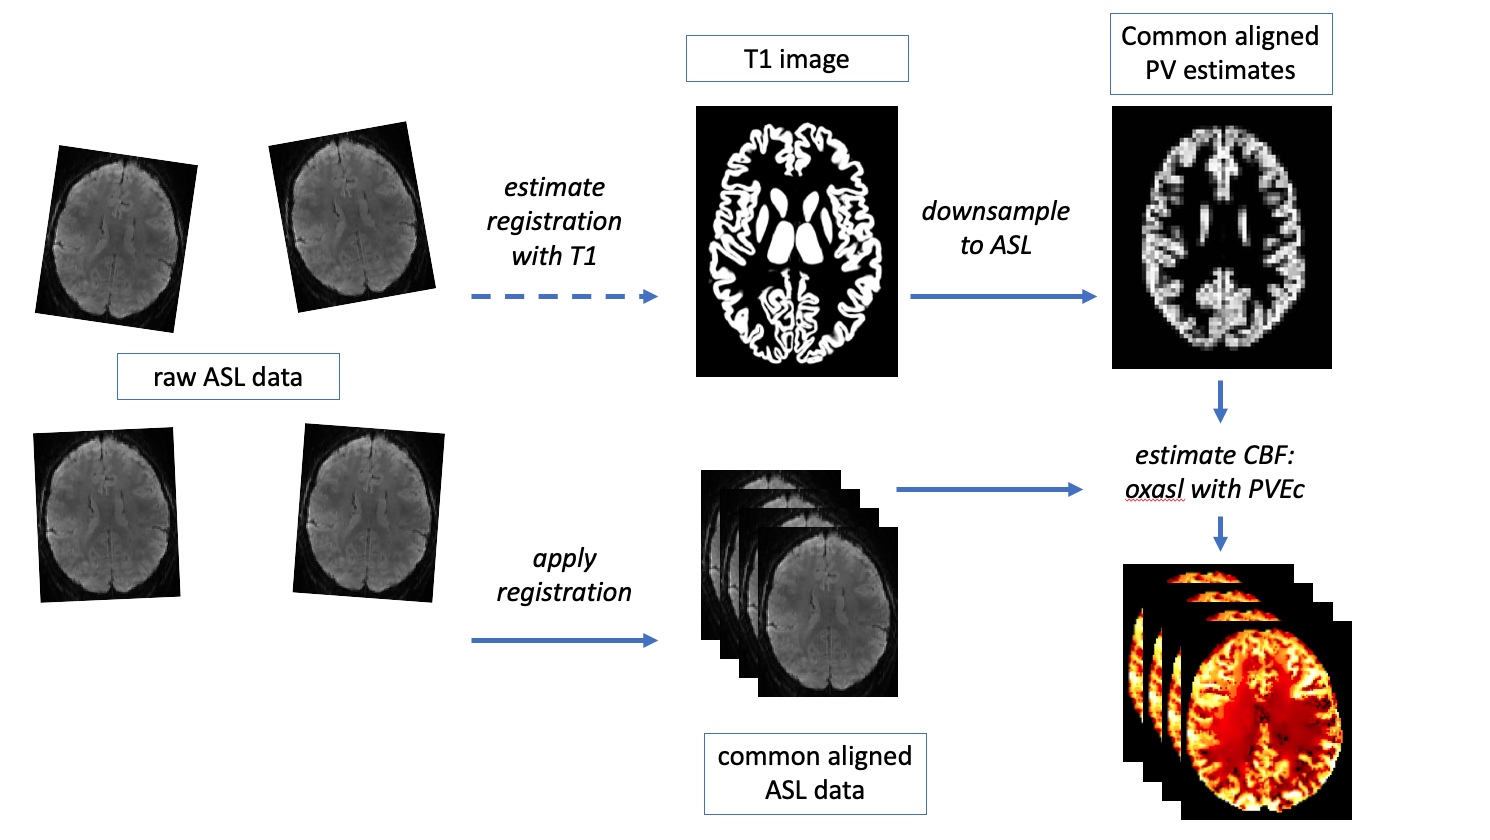 T1 image
Common aligned
PV estimates
estimate
registration
with T1
downsample
to ASL
raw ASL data
estimate CBF:
oxasl with PVEc
apply
registration
common aligned
ASL data